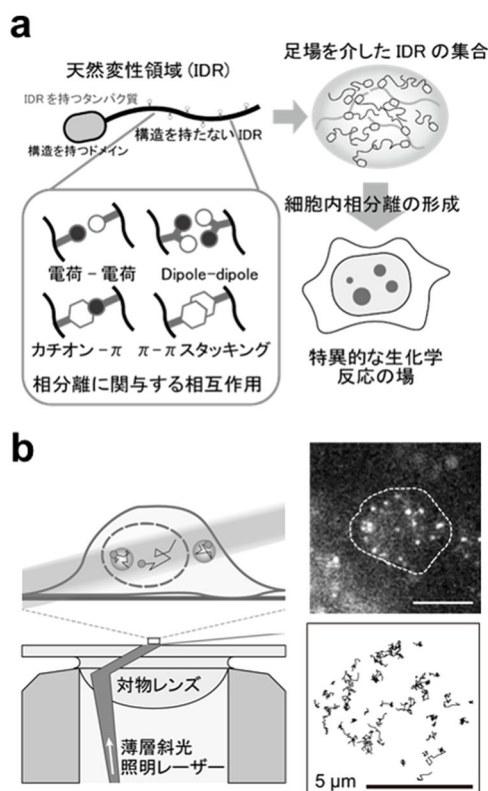 a
天然変性領域(IDR)
IDRを持つタンパク質
構造を持たない IDR
構造を持つドメイン
足場を介した IDR の集合
細胞内相分離の形成
特異的な生化学
反応の場
電荷 - 電荷
Dipole-dipole
カチオン - π
π - π スタッキング
相分離に関与する相互作用
b
対物レンズ
薄層斜光
照明レーザー
5 μm